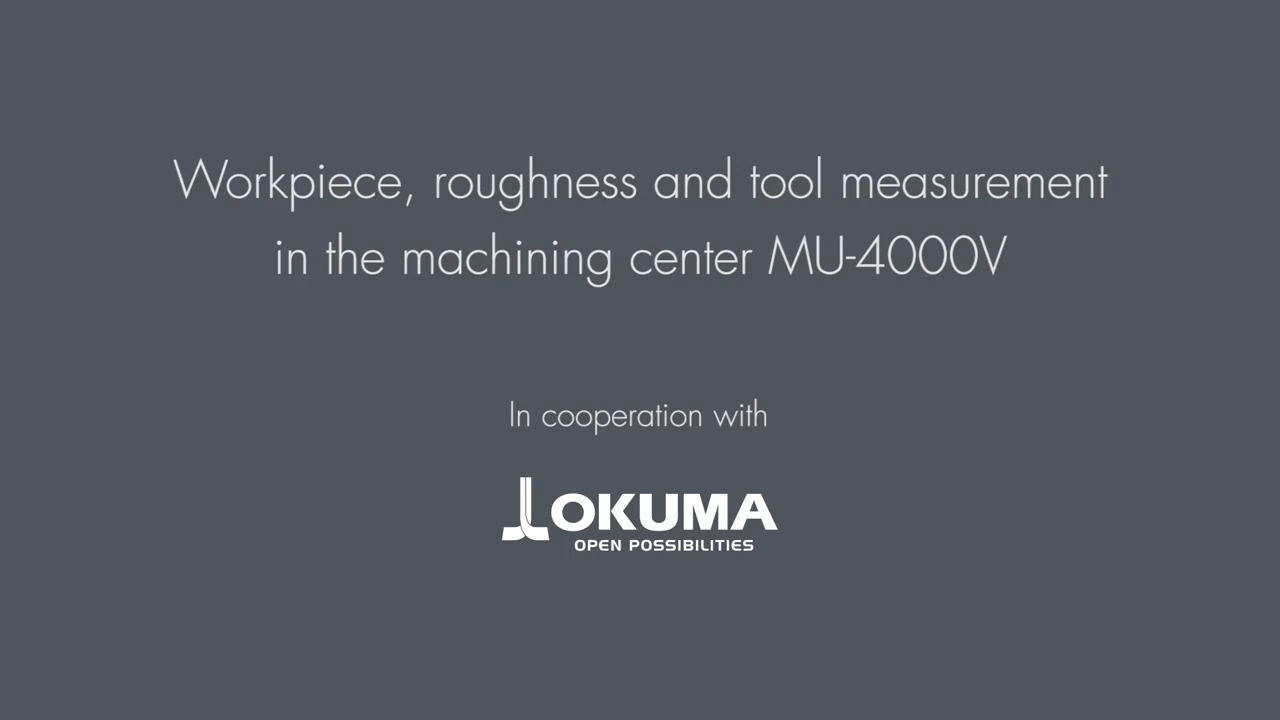 Workpiece, roughness and tool measurement
in the machining center MU-4000V
In cooperation with
OKUMA
OPEN POSSIBILITIES